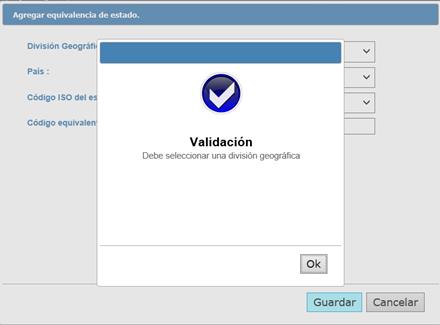 Agregar equivalencia de estado.
División Geográfic
País :
Código ISO del es
Código equivalent
Validación
Debe seleccionar una división geográfica
Ok
Guardar Cancelar